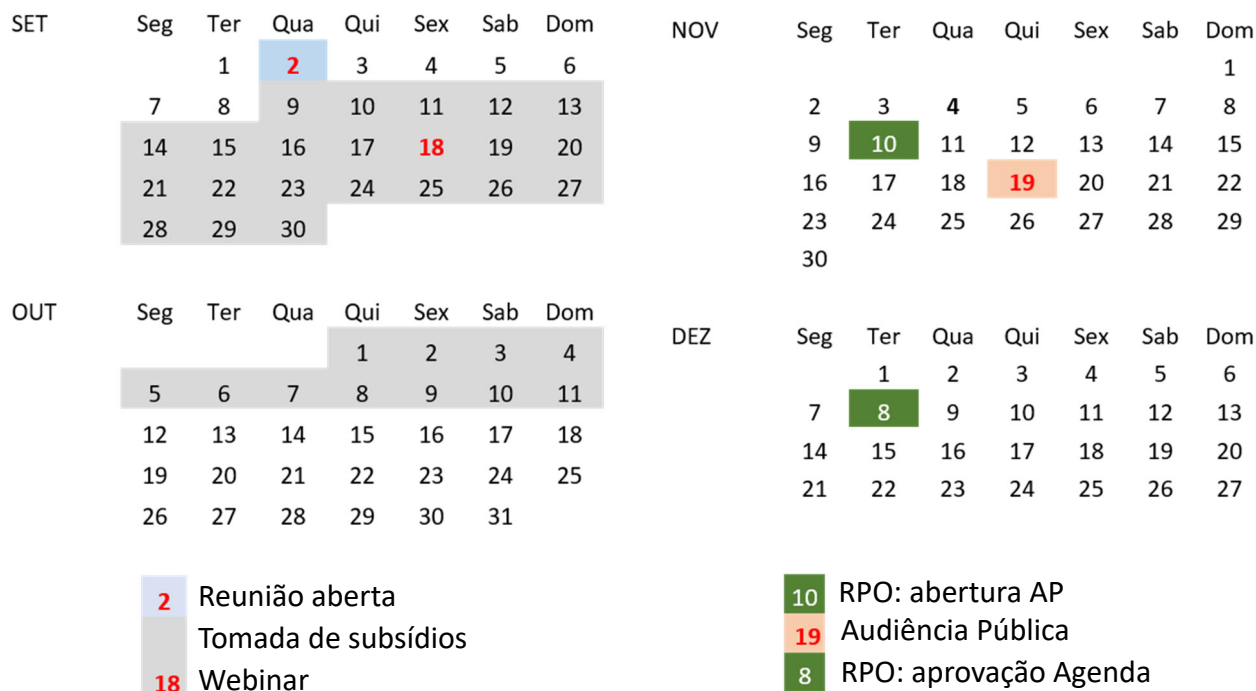 SET Seg Ter Qua Qui Sex Sab Dom
1 2 3 4 5 6
7 8 9 10 11 12 13
14 15 16 17 18 19 20
21 22 23 24 25 26 27
28 29 30
OUT Seg Ter Qua Qui Sex Sab Dom
1 2 3 4
5 6 7 8 9 10 11
12 13 14 15 16 17 18
19 20 21 22 23 24 25
26 27 28 29 30 31
2 Reunião aberta
Tomada de subsídios
18 Webinar
NOV Seg Ter Qua Qui Sex Sab Dom
1
2 3 4 5 6 7 8
9 10 11 12 13 14 15
16 17 18 19 20 21 22
23 24 25 26 27 28 29
30
DEZ Seg Ter Qua Qui Sex Sab Dom
1 2 3 4 5 6
7 8 9 10 11 12 13
14 15 16 17 18 19 20
21 22 23 24 25 26 27
10 RPO: abertura AP
19 Audiência Pública
8 RPO: aprovação Agenda